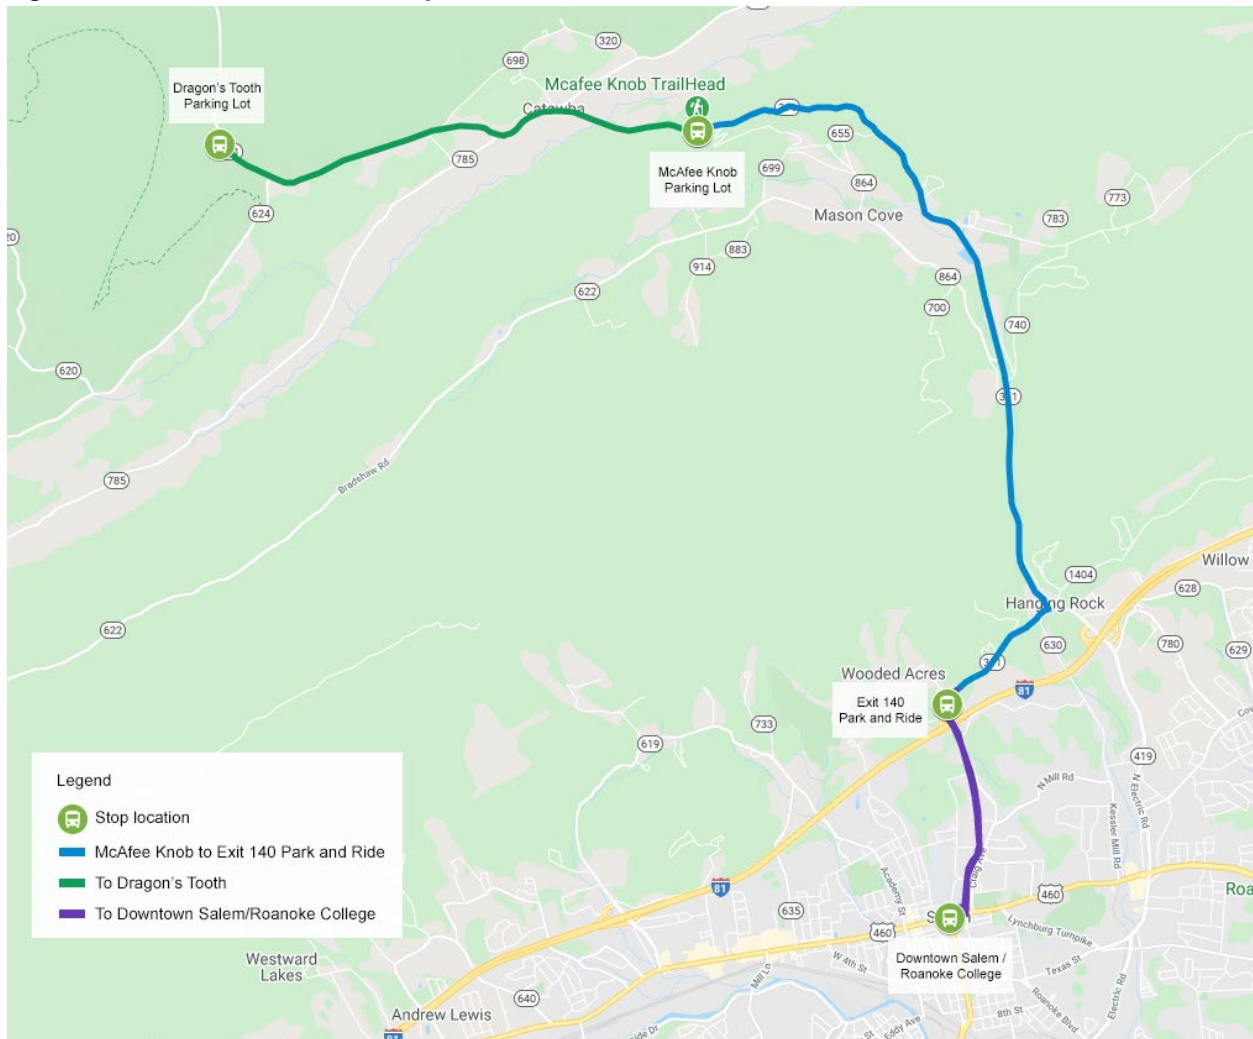 320
698
Mcafee Knob TrailHead
Dragon's Tooth
Parking Lot
Catawba
655
785
McAfee Knob
Parking Lot
699
864
624
Mason Cove
773
783
883
914
864
622
700
740
620
785
Bradshaw Rd
Willow
1404
Hanging Rock
628
622
630
780
629
Wooded Acres
81
Exit 140
Park and Ride
733
619
419
N Mill Rd
N Electric Rd
Kessler Mill Rd
Legend
Stop location
McAfee Knob to Exit 140 Park and Ride
To Dragon's Tooth
To Downtown Salem/Roanoke College
Craig Ave
Academy St
81
460
Roa
635
460
Lynchburg Turnpike
Downtown Salem /
Roanoke College
W 4th St
Texas St
Mill Ln
Westward
Lakes
Electric Rd
Roanoke Blvd
640
Andrew Lewis
8th St
Eddy Ave
81